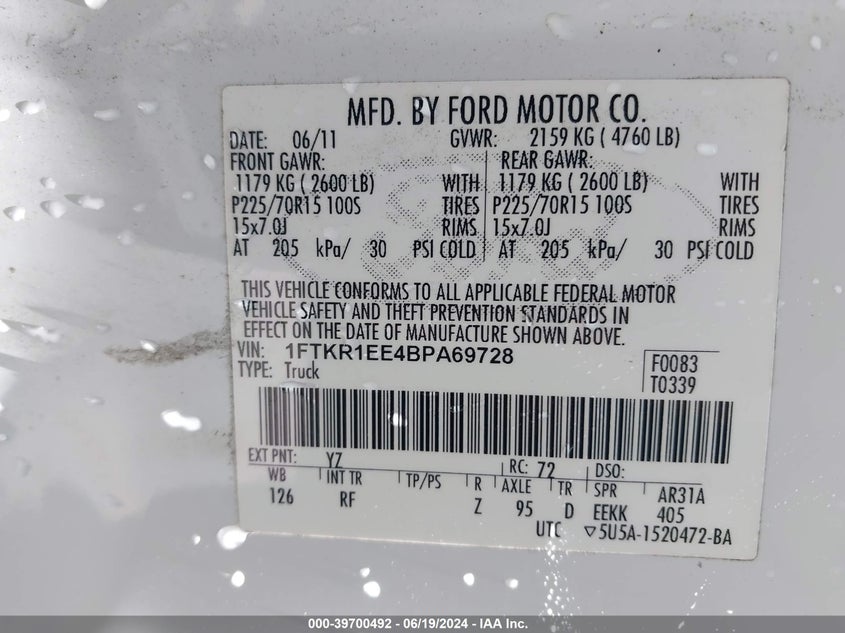 MFD. BY FORD MOTOR CO.
DATE: 06/11 GVWR: 2159 KG ( 4760 LB)
FRONT GAWR: REAR GAWR:
1179 KG ( 2600 LB) WITH 1179 KG ( 2600 LB) WITH
P225/70R15 100S TIRES P225/70R15 100S TIRES
15x7.0J RIMS 15x7.0J RIMS
AT 205 kPa/ 30 PSI COLD AT 205 kPa/ 30 PSI COLD
THIS VEHICLE CONFORMS TO ALL APPLICABLE FEDERAL MOTOR
VEHICLE SAFETY AND THEFT PREVENTION STANDARDS IN
EFFECT ON THE DATE OF MANUFACTURE SHOWN ABOVE.
VIN: 1FTKR1EE4BPA69728 F0083
TYPE: Truck T0339
EXT PNT: YZ RC: 72 DSO:
WB INT TR TP/PS R AXLE TR SPR AR31A
126 RF Z 95 D EEKK 405
UTC ▽5U5A-1520472-BA
000-39700492 - 06/19/2024 - IAA Inc.